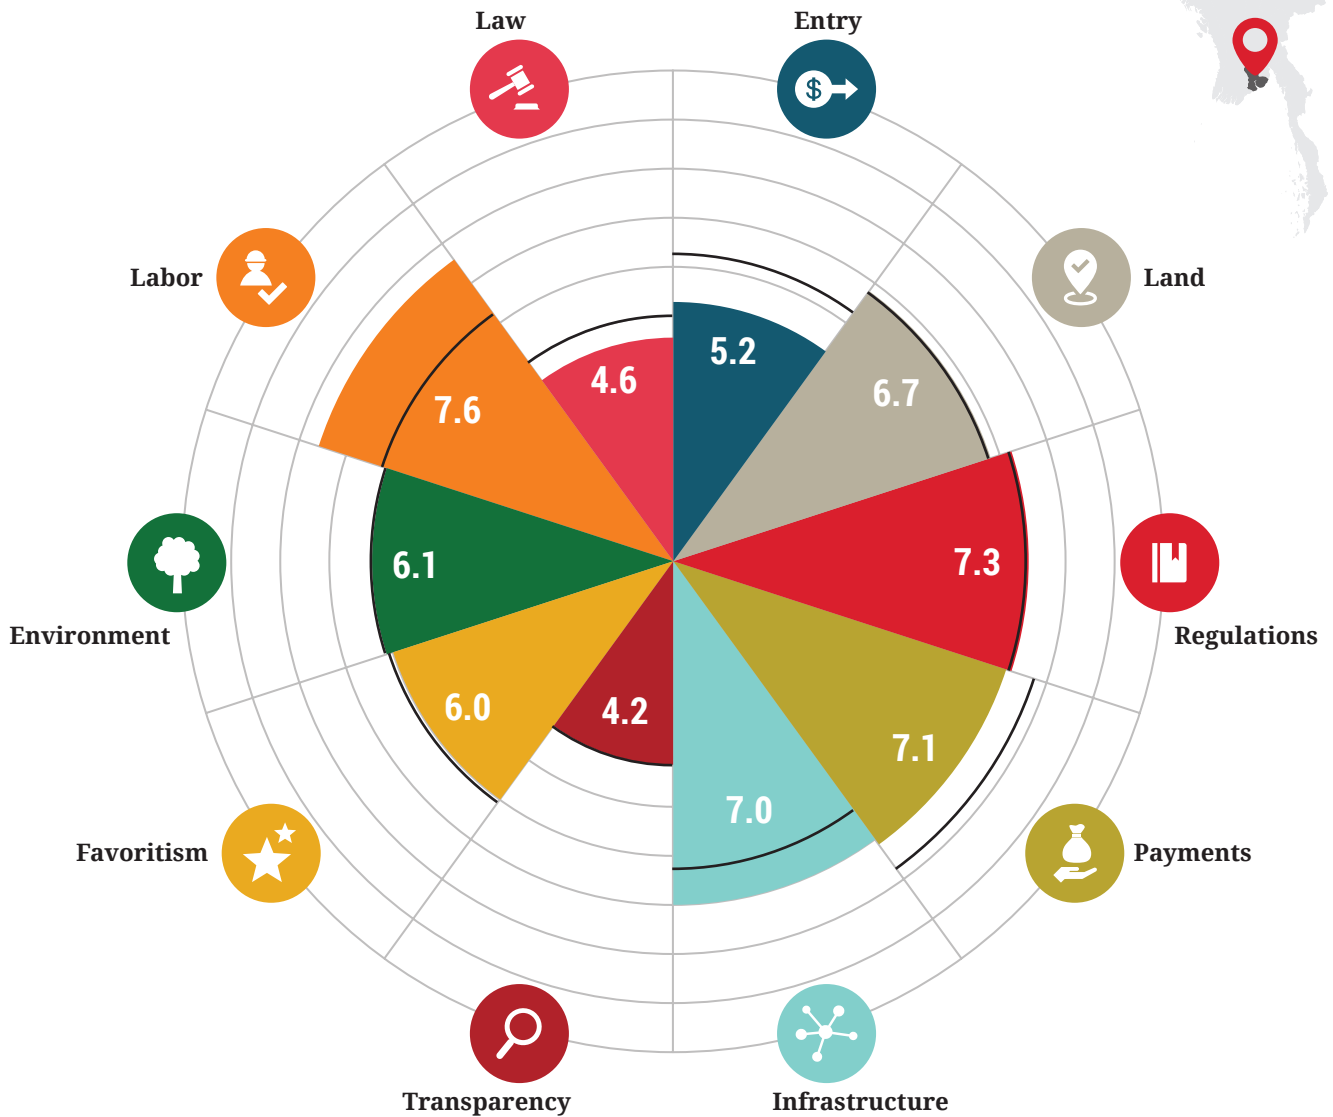 Law
Entry
$
Labor
Land
5.2
4.6
6.7
7.6
7.3
6.1
Environment
Regulations
6.0
4.2
7.1
7.0
Favoritism
Payments
Transparency
Infrastructure